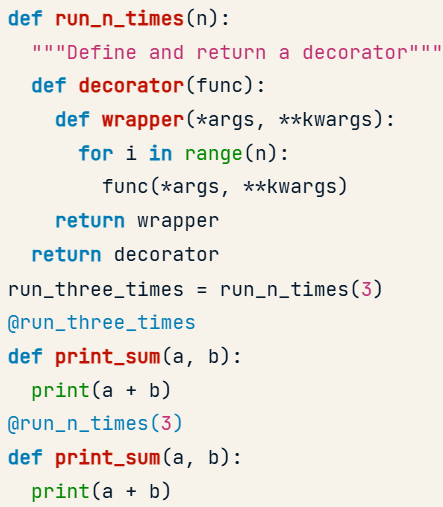 def run_n_times(n):
  """Define and return a decorator"""
  def decorator(func):
    def wrapper(*args, **kwargs):
      for i in range(n):
        func(*args, **kwargs)
    return wrapper
  return decorator
run_three_times = run_n_times(3)
@run_three_times
def print_sum(a, b):
  print(a + b)
@run_n_times(3)
def print_sum(a, b):
  print(a + b)